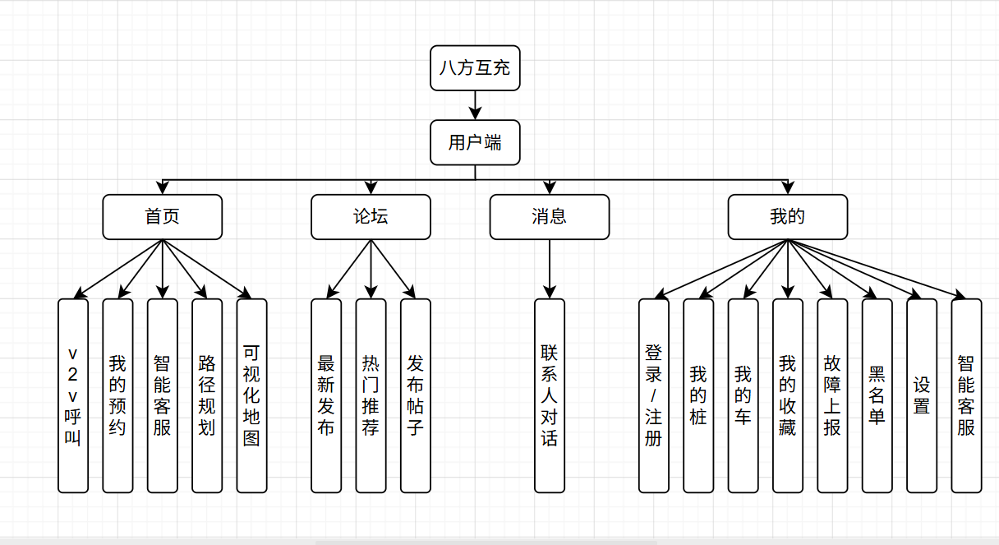 八方互充
用户端
首页
论坛
消息
我的
v2v呼叫
我的预约
智能客服
路径规划
可视化地图
最新发布
热门推荐
发布帖子
联系人对话
登录/注册
我的桩
我的车
我的收藏
故障上报
黑名单
设置
智能客服